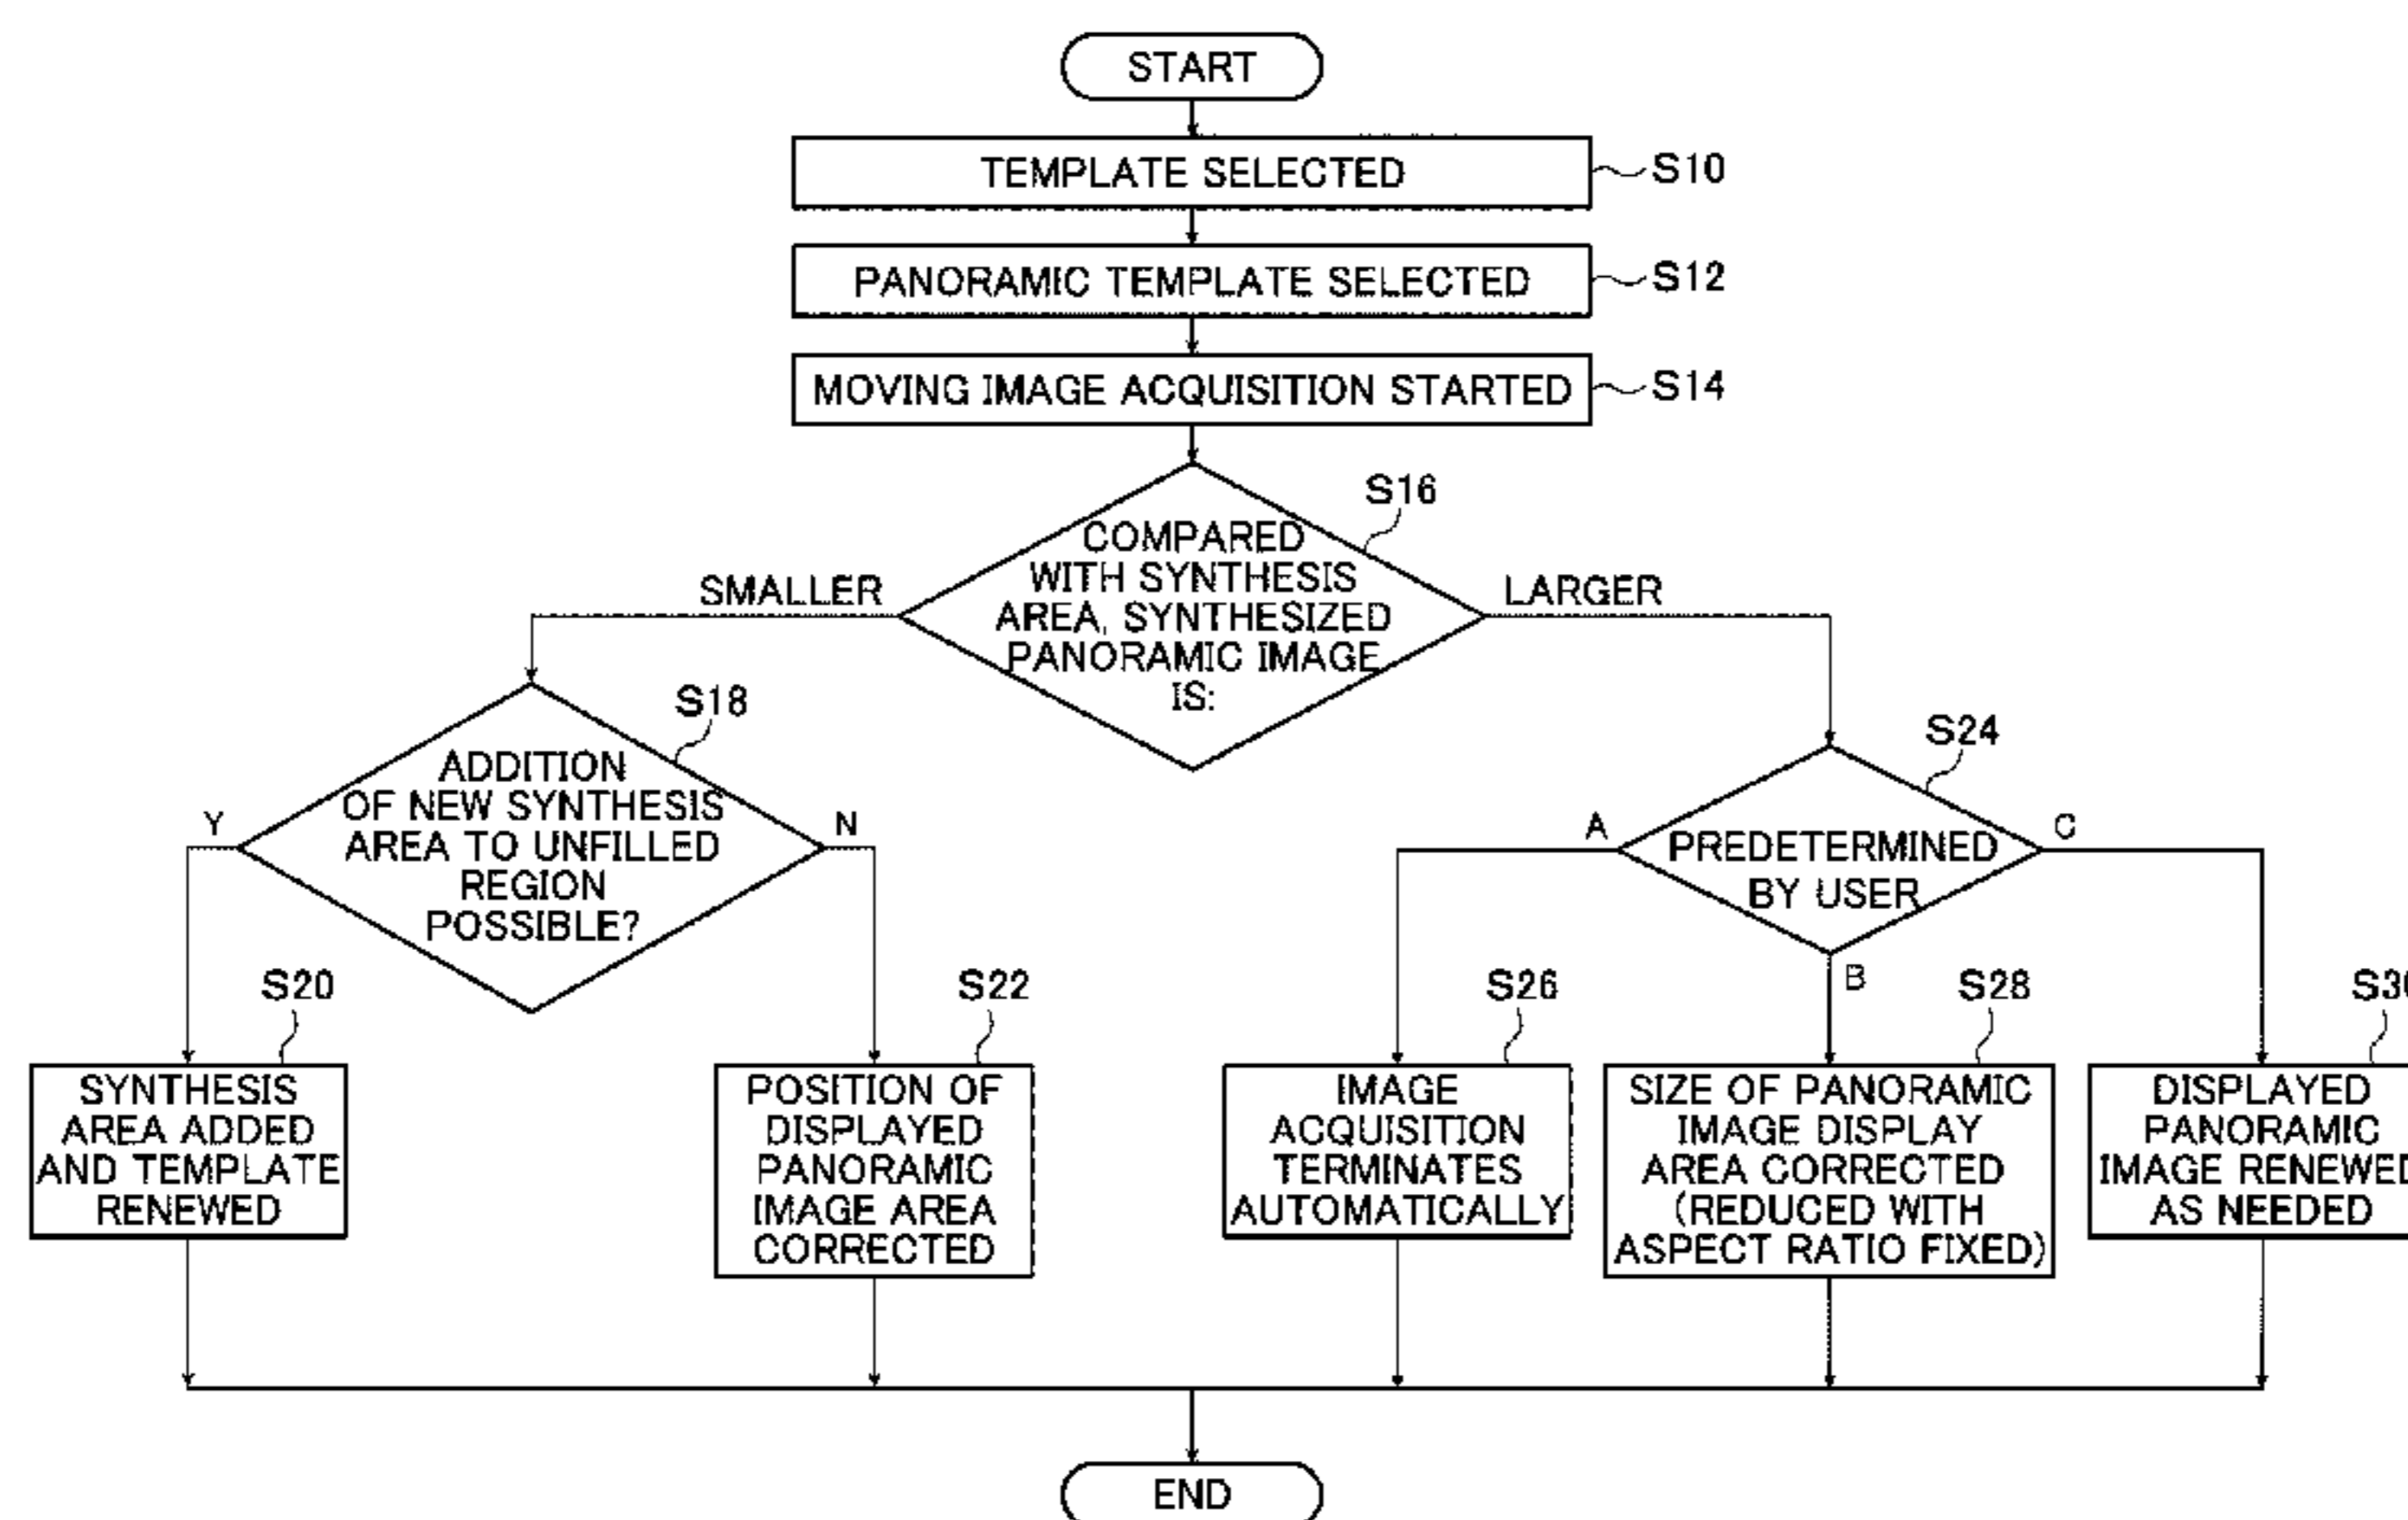 START
TEMPLATE SELECTED
S10
PANORAMIC TEMPLATE SELECTED
S12
MOVING IMAGE ACQUISITION STARTED
S14
S16
COMPARED
WITH SYNTHESIS
AREA, SYNTHESIZED
PANORAMIC IMAGE
IS:
SMALLER
LARGER
S18
ADDITION
OF NEW SYNTHESIS
AREA TO UNFILLED
REGION
POSSIBLE?
Y
N
S24
PREDETERMINED
BY USER
A
B
C
S20
SYNTHESIS
AREA ADDED
AND TEMPLATE
RENEWED
S22
POSITION OF
DISPLAYED
PANORAMIC
IMAGE AREA
CORRECTED
S26
IMAGE
ACQUISITION
TERMINATES
AUTOMATICALLY
S28
SIZE OF PANORAMIC
IMAGE DISPLAY
AREA CORRECTED
(REDUCED WITH
ASPECT RATIO FIXED)
S30
DISPLAYED
PANORAMIC
IMAGE RENEWED
AS NEEDED
END